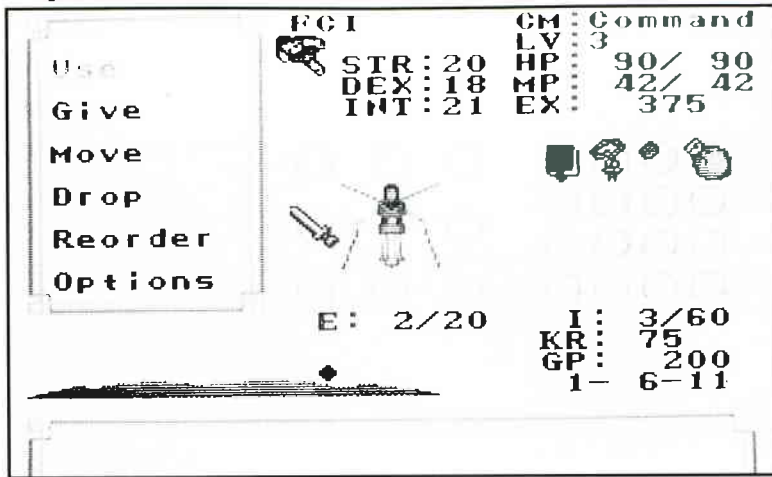 FCI
CM:Command
LV:3
STR:20 HP: 90/ 90
DEX:18 MP: 42/ 42
INT:21 EX: 375
Use
Give
Move
Drop
Reorder
Options
E: 2/20
I: 3/60
KR: 75
GP: 200
1- 6-11